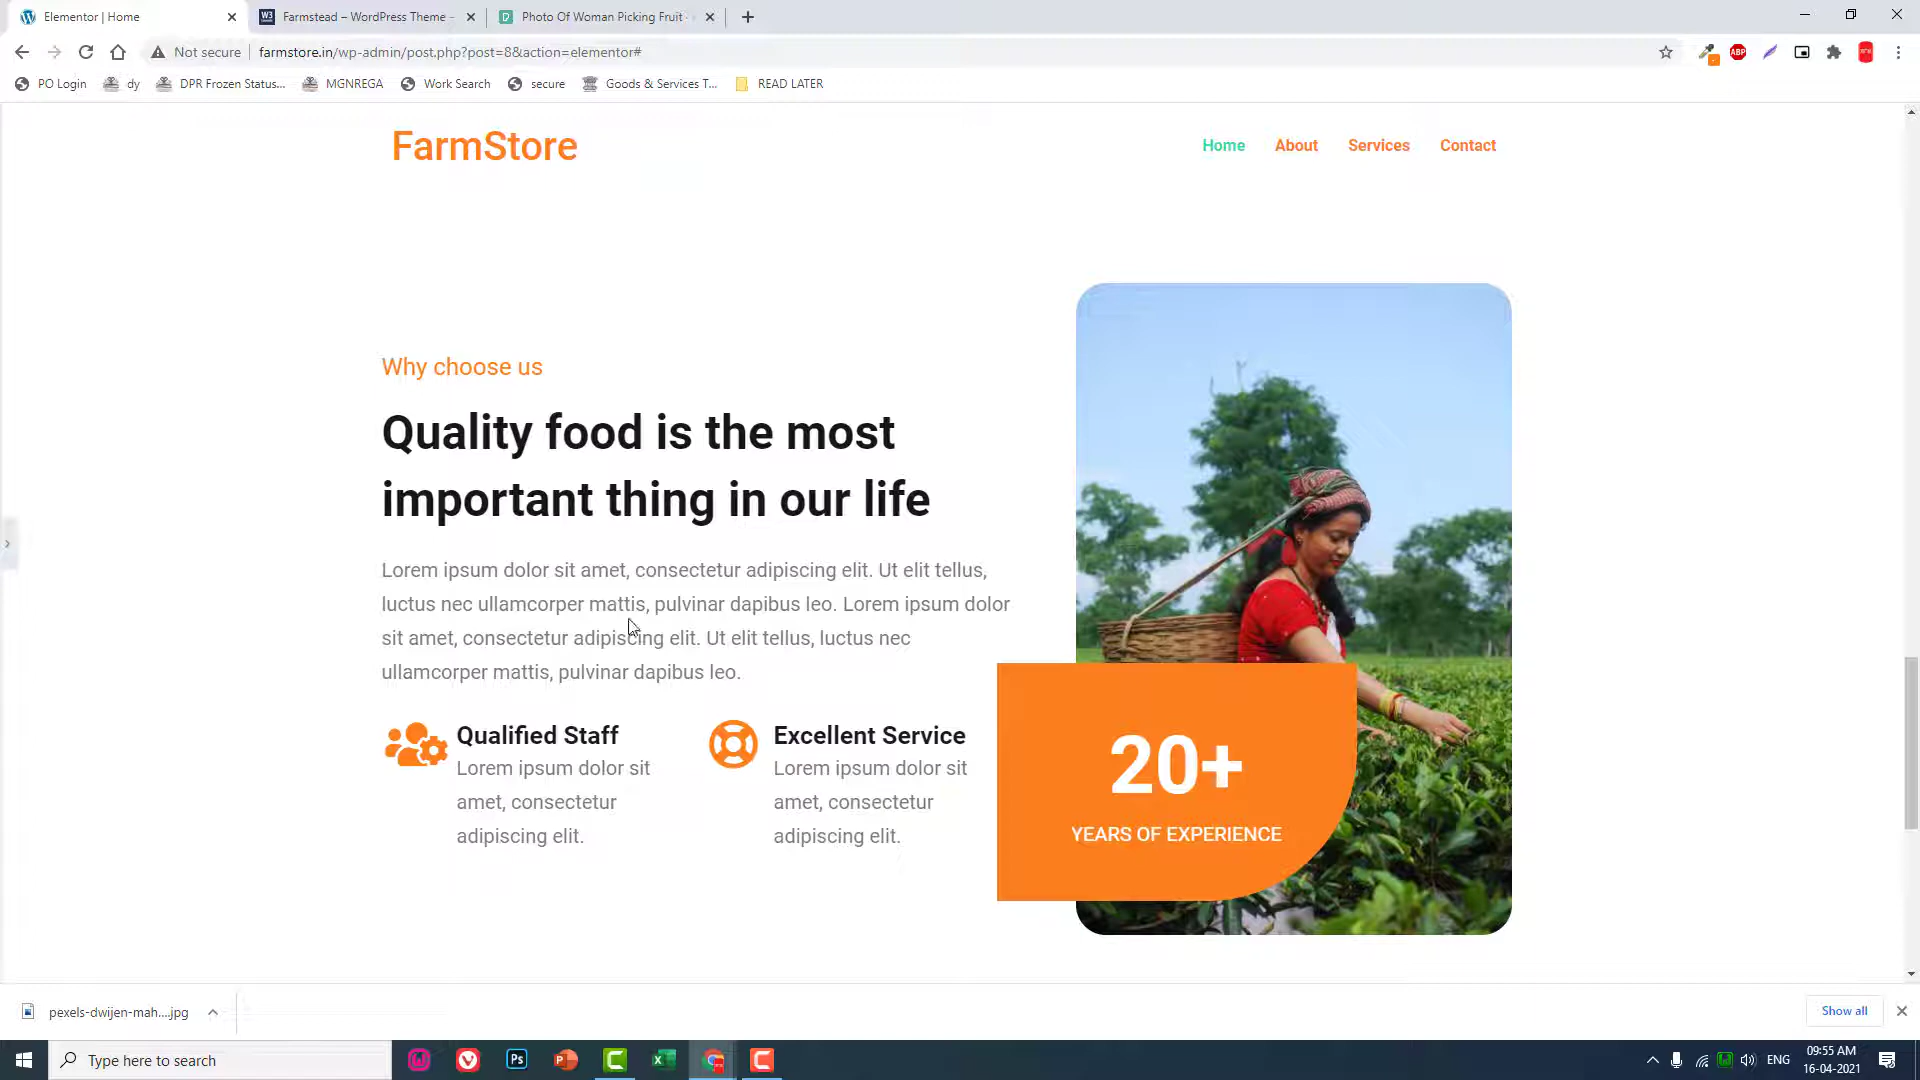 Elementor | Home
Farmstead – WordPress Theme –
Photo Of Woman Picking Fruit ·
Not secure
farmstore.in/wp-admin/post.php?post=8&action=elementor#
ABP
PO Login
dy
DPR Frozen Status...
MGNREGA
Work Search
secure
Goods & Services T...
READ LATER
FarmStore
Home
About
Services
Contact
Why choose us
Quality food is the most
important thing in our life
Lorem ipsum dolor sit amet, consectetur adipiscing elit. Ut elit tellus,
luctus nec ullamcorper mattis, pulvinar dapibus leo. Lorem ipsum dolor
sit amet, consectetur adipiscing elit. Ut elit tellus, luctus nec
ullamcorper mattis, pulvinar dapibus leo.
Qualified Staff
Lorem ipsum dolor sit
amet, consectetur
adipiscing elit.
Excellent Service
Lorem ipsum dolor sit
amet, consectetur
adipiscing elit.
20+
YEARS OF EXPERIENCE
pexels-dwijen-mah....jpg
Show all
Type here to search
Ps
ENG
09:55 AM
16-04-2021